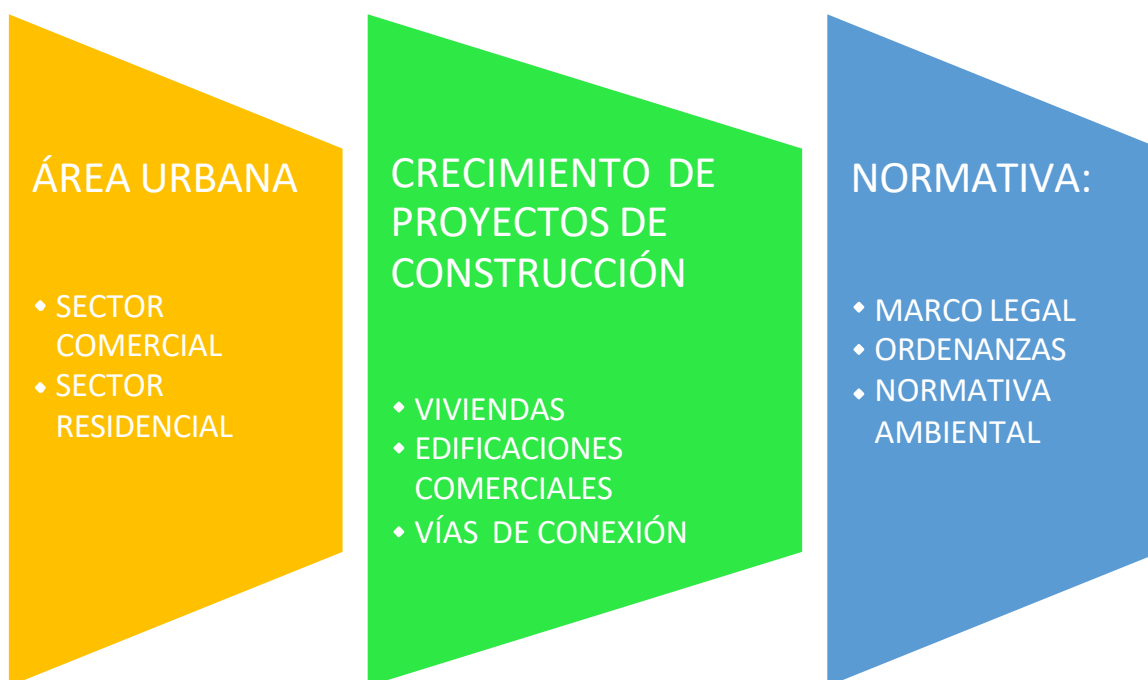 ÁREA URBANA
SECTOR
COMERCIAL
SECTOR
RESIDENCIAL
CRECIMIENTO DE
PROYECTOS DE
CONSTRUCCIÓN
VIVIENDAS
EDIFICACIONES
COMERCIALES
VÍAS DE CONEXIÓN
NORMATIVA:
MARCO LEGAL
ORDENANZAS
NORMATIVA
AMBIENTAL